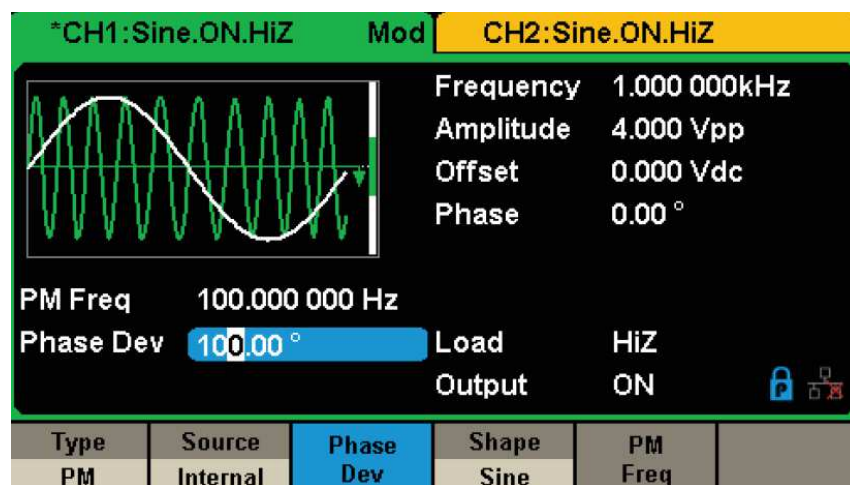 *CH1:Sine.ON.HiZ Mod CH2:Sine.ON.HiZ
Frequency 1.000 000kHz
Amplitude 4.000 Vpp
Offset 0.000 Vdc
Phase 0.00 °
PM Freq 100.000 000 Hz
Phase Dev 100.00 ° Load HiZ
Output ON
P
Type Source Phase Shape PM
PM Internal Dev Sine Freq